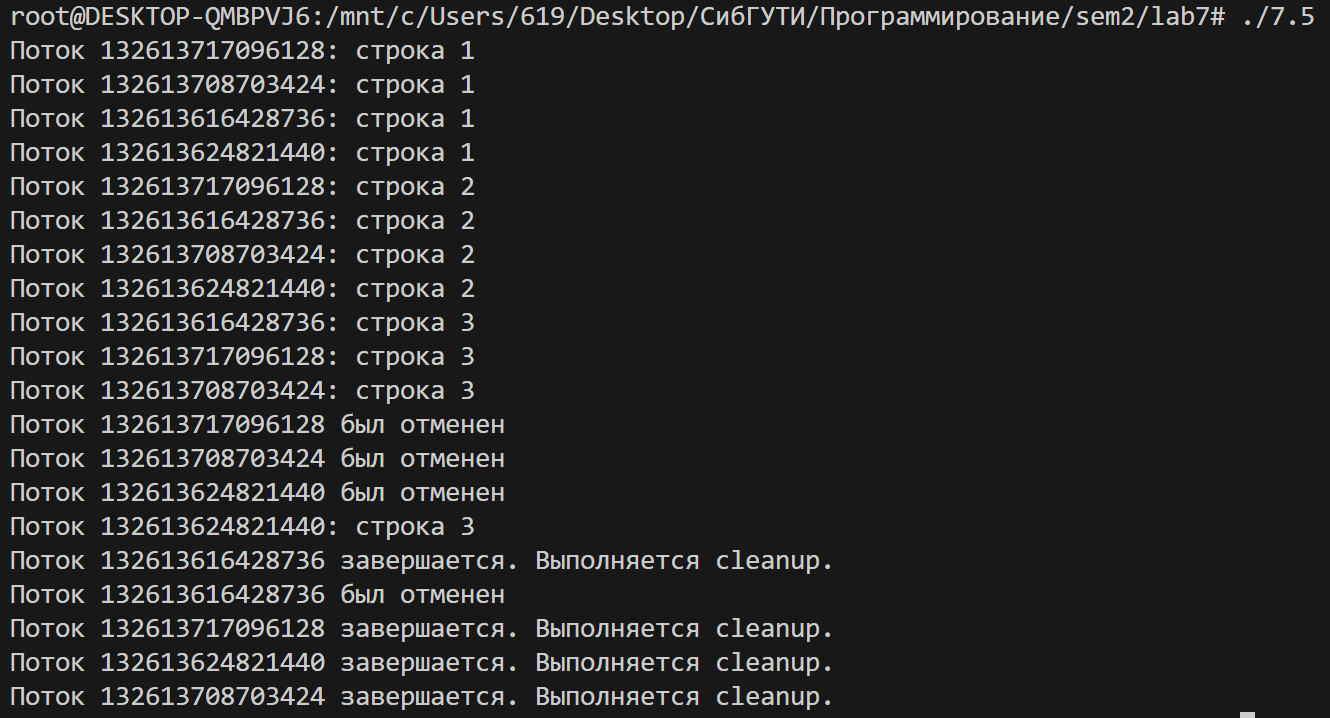 root@DESKTOP-QMBPVJ6:/mnt/c/Users/619/Desktop/СибГУТИ/Программирование/sem2/lab7# ./7.5
Поток 132613717096128: строка 1
Поток 132613708703424: строка 1
Поток 132613616428736: строка 1
Поток 132613624821440: строка 1
Поток 132613717096128: строка 2
Поток 132613616428736: строка 2
Поток 132613708703424: строка 2
Поток 132613624821440: строка 2
Поток 132613616428736: строка 3
Поток 132613717096128: строка 3
Поток 132613708703424: строка 3
Поток 132613717096128 был отменен
Поток 132613708703424 был отменен
Поток 132613624821440 был отменен
Поток 132613624821440: строка 3
Поток 132613616428736 завершается. Выполняется cleanup.
Поток 132613616428736 был отменен
Поток 132613717096128 завершается. Выполняется cleanup.
Поток 132613624821440 завершается. Выполняется cleanup.
Поток 132613708703424 завершается. Выполняется cleanup.